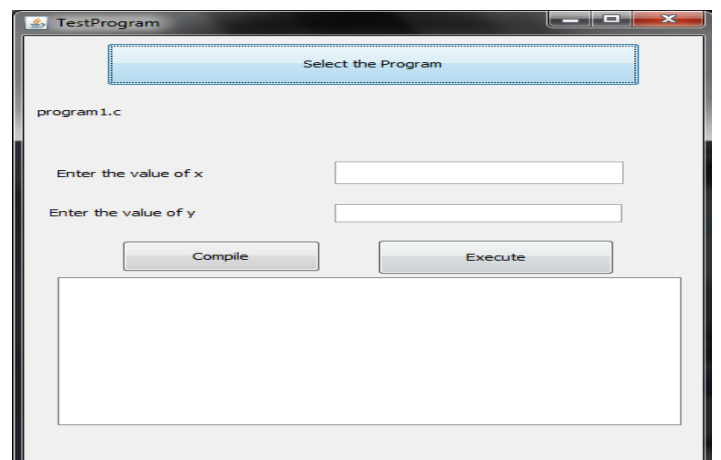 TestProgram
Select the Program
program1.c
Enter the value of x
Enter the value of y
Compile Execute